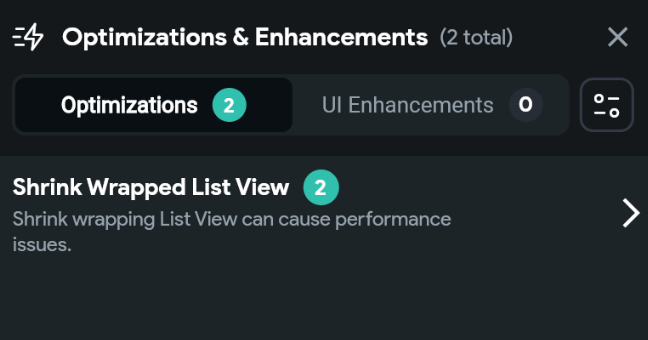 Optimizations & Enhancements (2 total)
Optimizations 2 UI Enhancements 0
Shrink Wrapped List View 2
Shrink wrapping List View can cause performance
issues.